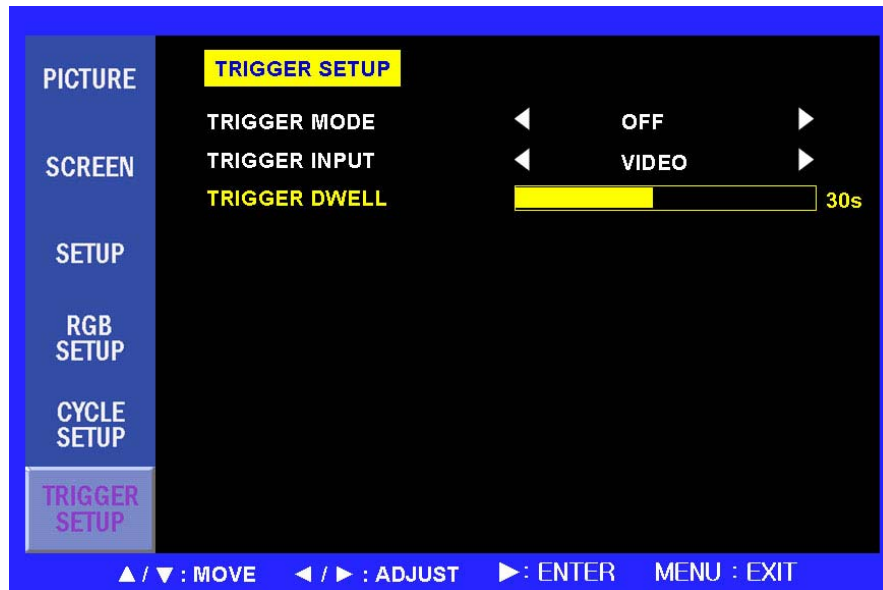 PICTURE
SCREEN
SETUP
RGB
SETUP
CYCLE
SETUP
TRIGGER
SETUP
TRIGGER SETUP
TRIGGER MODE ◀ OFF ▶
TRIGGER INPUT ◀ VIDEO ▶
TRIGGER DWELL 30s
▲ / ▼ : MOVE ◀ / ▶ : ADJUST ▶ : ENTER MENU : EXIT